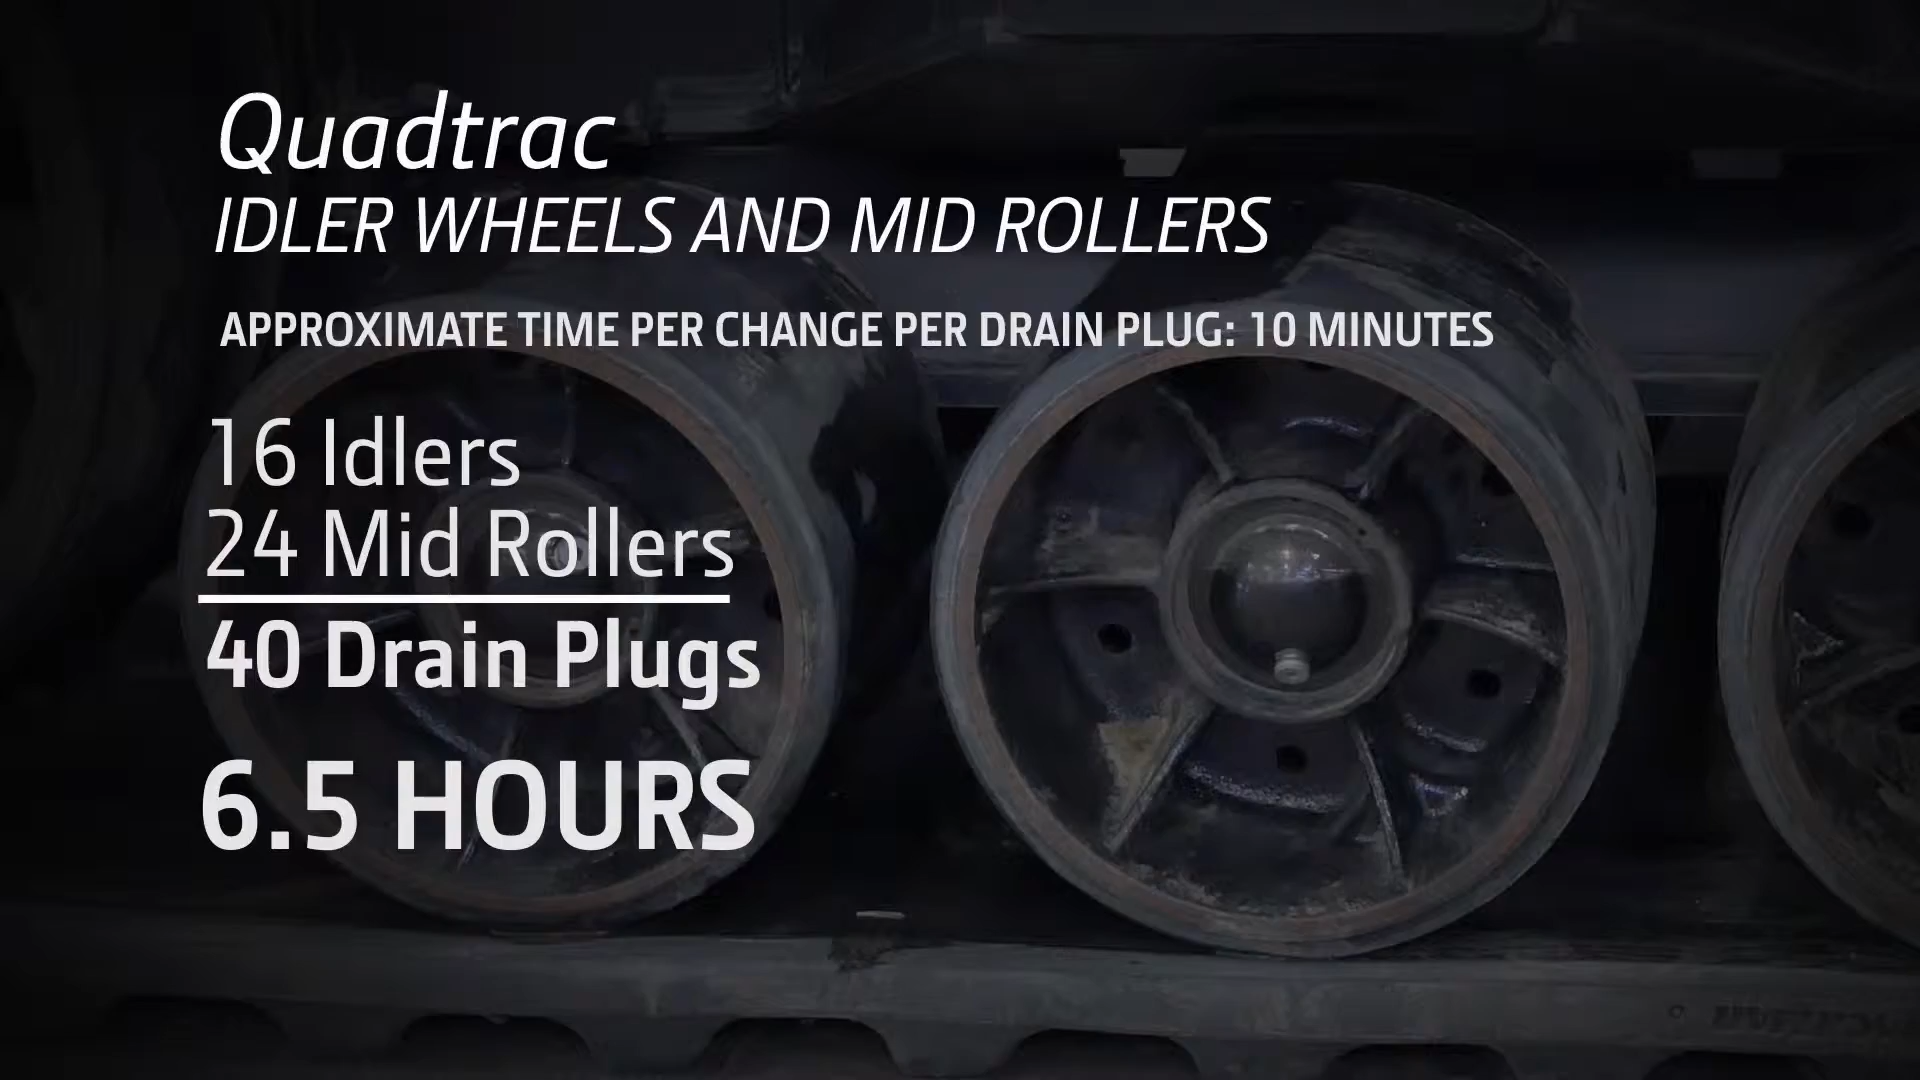 Quadtrac
IDLER WHEELS AND MID ROLLERS
APPROXIMATE TIME PER CHANGE PER DRAIN PLUG: 10 MINUTES
16 Idlers
24 Mid Rollers
40 Drain Plugs
6.5 HOURS